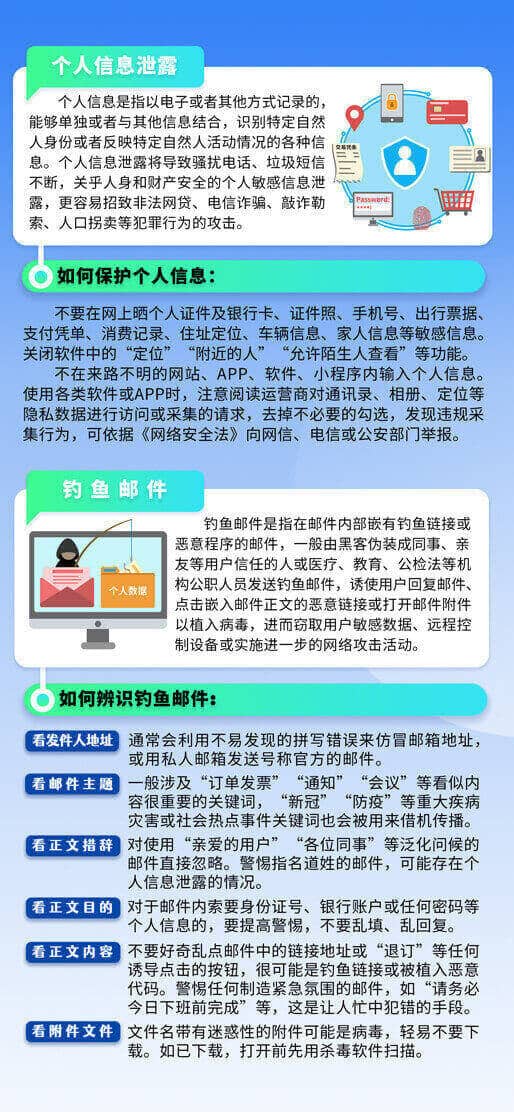 个人信息泄露
个人信息是指以电子或者其他方式记录的，
能够单独或者与其他信息结合，识别特定自然
人身份或者反映特定自然人活动情况的各种信
息。个人信息泄露将导致骚扰电话、垃圾短信
不断，关乎人身和财产安全的个人敏感信息泄
露，更容易招致非法网贷、电信诈骗、敲诈勒
索、人口拐卖等犯罪行为的攻击。
交易凭条
Password:
如何保护个人信息：
不要在网上晒个人证件及银行卡、证件照、手机号、出行票据、
支付凭单、消费记录、住址定位、车辆信息、家人信息等敏感信息。
关闭软件中的“定位”“附近的人”“允许陌生人查看”等功能。
不在来路不明的网站、APP、软件、小程序内输入个人信息。
使用各类软件或APP时，注意阅读运营商对通讯录、相册、定位等
隐私数据进行访问或采集的请求，去掉不必要的勾选，发现违规采
集行为，可依据《网络安全法》向网信、电信或公安部门举报。
钓鱼邮件
个人数据
钓鱼邮件是指在邮件内部嵌有钓鱼链接或
恶意程序的邮件，一般由黑客伪装成同事、亲
友等用户信任的人或医疗、教育、公检法等机
构公职人员发送钓鱼邮件，诱使用户回复邮件、
点击嵌入邮件正文的恶意链接或打开邮件附件
以植入病毒，进而窃取用户敏感数据、远程控
制设备或实施进一步的网络攻击活动。
如何辨识钓鱼邮件：
看发件人地址 通常会利用不易发现的拼写错误来仿冒邮箱地址，
或用私人邮箱发送号称官方的邮件。
看邮件主题 一般涉及“订单发票”“通知”“会议”等看似内
容很重要的关键词，“新冠”“防疫”等重大疾病
灾害或社会热点事件关键词也会被用来借机传播。
看正文措辞 对使用“亲爱的用户”“各位同事”等泛化问候的
邮件直接忽略。警惕指名道姓的邮件，可能存在个
人信息泄露的情况。
看正文目的 对于邮件内索要身份证号、银行账户或任何密码等
个人信息的，要提高警惕，不要乱填、乱回复。
看正文内容 不要好奇乱点邮件中的链接地址或“退订”等任何
诱导点击的按钮，很可能是钓鱼链接或被植入恶意
代码。警惕任何制造紧急氛围的邮件，如“请务必
今日下班前完成”等，这是让人忙中犯错的手段。
看附件文件 文件名带有迷惑性的附件可能是病毒，轻易不要下
载。如已下载，打开前先用杀毒软件扫描。